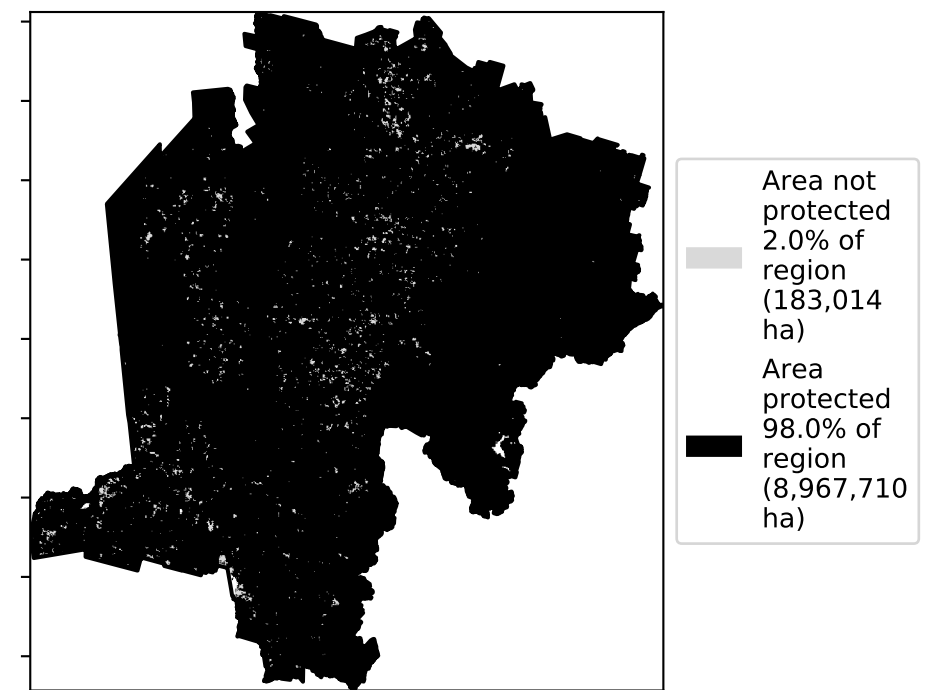 Area not
protected
2.0% of
region
(183,014
ha)
Area
protected
98.0% of
region
(8,967,710
ha)